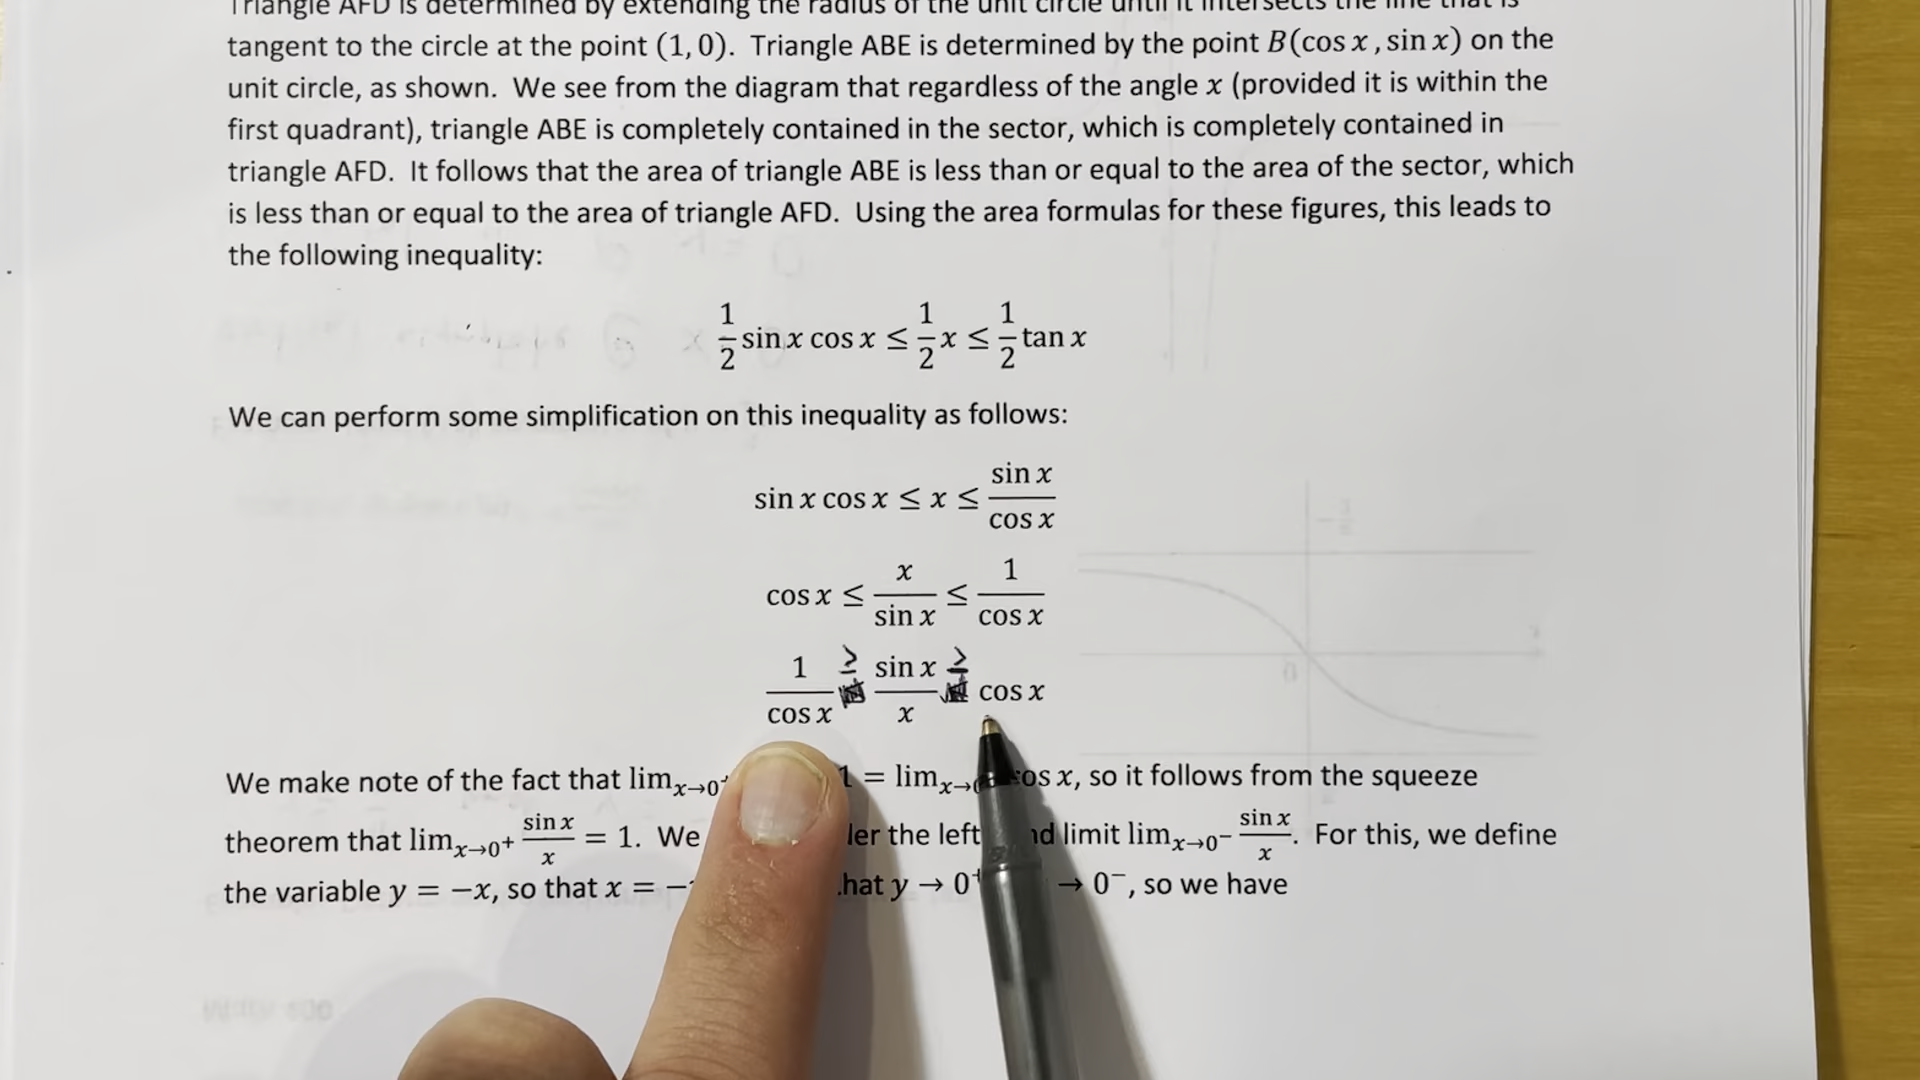 Triangle AFD is determined by extending the radius of the unit circle until it intersects the line that is
tangent to the circle at the point (1, 0). Triangle ABE is determined by the point B(cos x , sin x) on the
unit circle, as shown. We see from the diagram that regardless of the angle x (provided it is within the
first quadrant), triangle ABE is completely contained in the sector, which is completely contained in
triangle AFD. It follows that the area of triangle ABE is less than or equal to the area of the sector, which
is less than or equal to the area of triangle AFD. Using the area formulas for these figures, this leads to
the following inequality:
1/2 sin x cos x ≤ 1/2 x ≤ 1/2 tan x
We can perform some simplification on this inequality as follows:
sin x cos x ≤ x ≤ sin x / cos x
cos x ≤ x / sin x ≤ 1 / cos x
1 / cos x ≥ sin x / x ≥ cos x
We make note of the fact that lim x→0 1 = lim x→0 cos x, so it follows from the squeeze
theorem that lim x→0⁺ sin x / x = 1. We the left limit lim x→0⁻ sin x / x. For this, we define
the variable y = −x, so that x = − y → 0⁺ → 0⁻, so we have